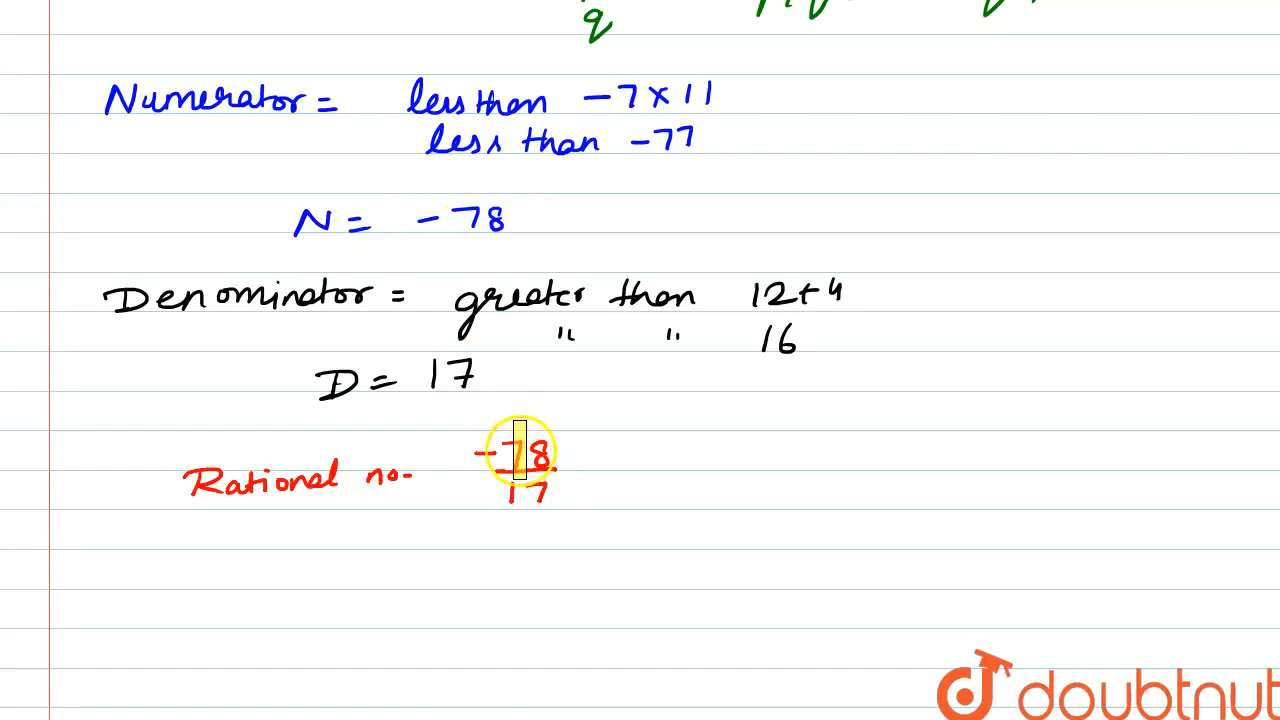 q
Numerator = less than -7 × 11
less than -77
N = -78
Denominator = greater than 12+4
" " 16
D = 17
Rational no. -78/17
doubtnut